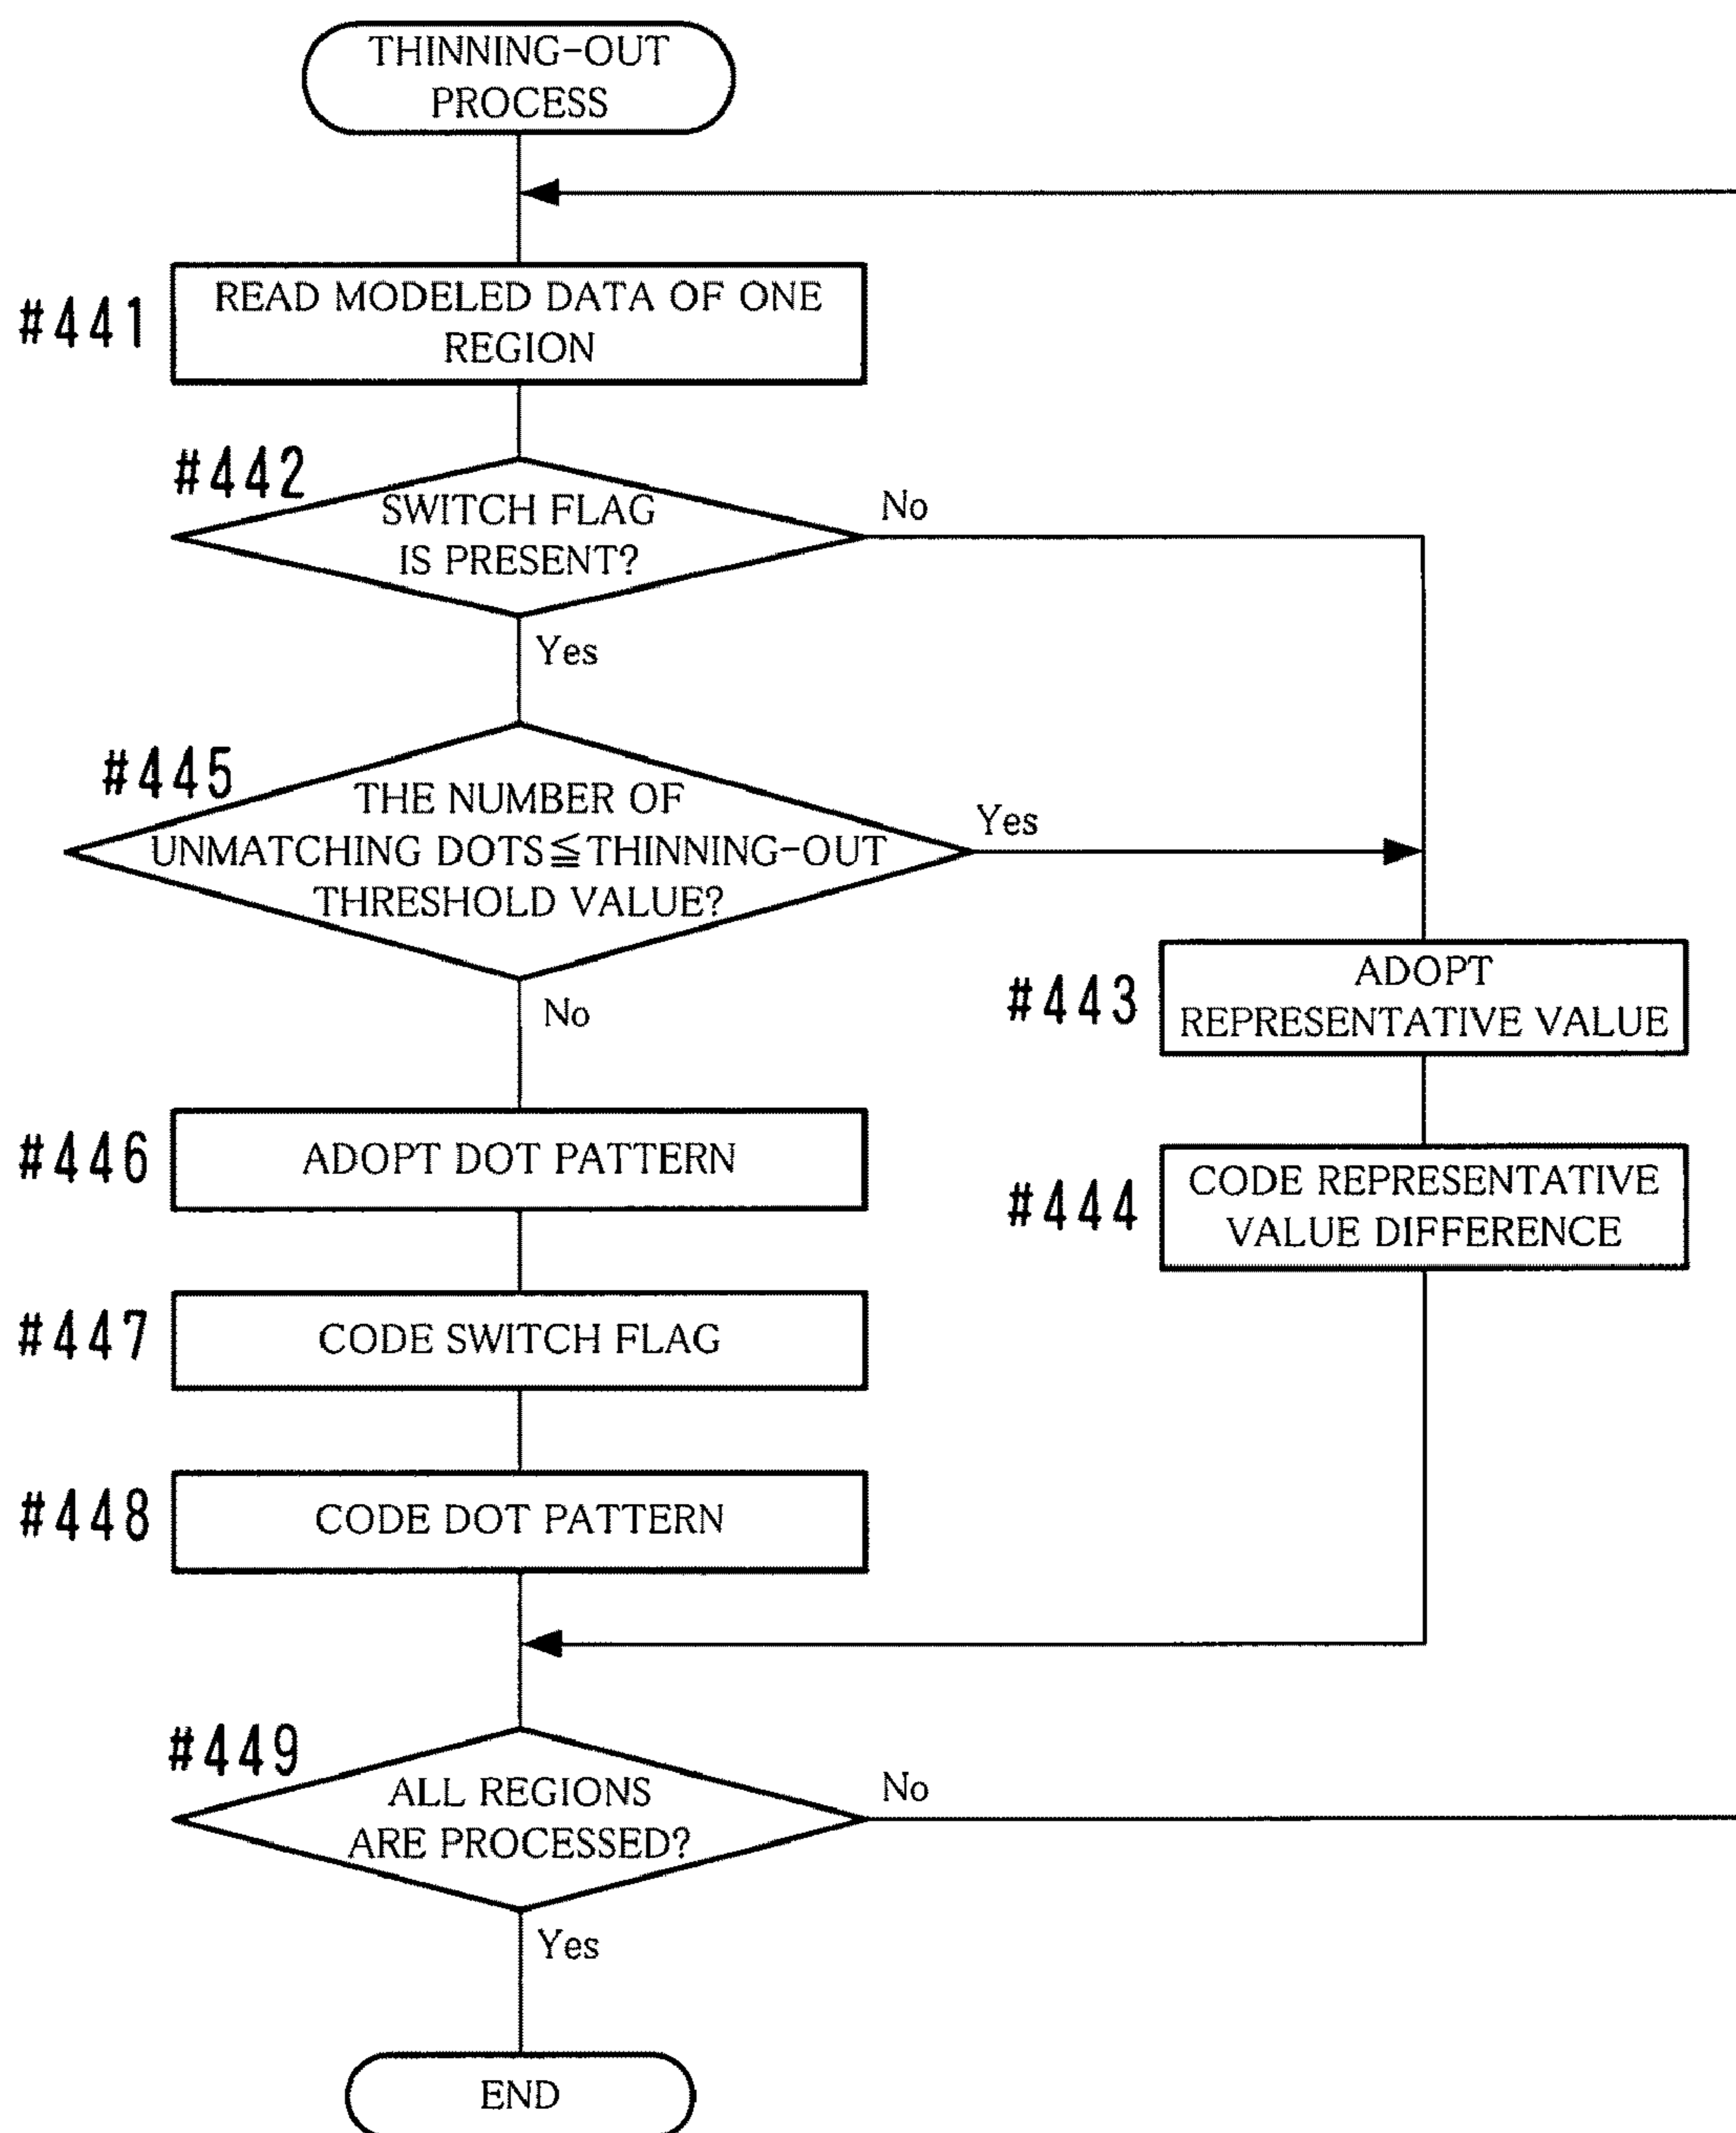 THINNING-OUT
PROCESS
#441
READ MODELED DATA OF ONE
REGION
#442
SWITCH FLAG
IS PRESENT?
No
Yes
#445
THE NUMBER OF
UNMATCHING DOTS≦THINNING-OUT
THRESHOLD VALUE?
Yes
No
#443
ADOPT
REPRESENTATIVE VALUE
#444
CODE REPRESENTATIVE
VALUE DIFFERENCE
#446
ADOPT DOT PATTERN
#447
CODE SWITCH FLAG
#448
CODE DOT PATTERN
#449
ALL REGIONS
ARE PROCESSED?
No
Yes
END